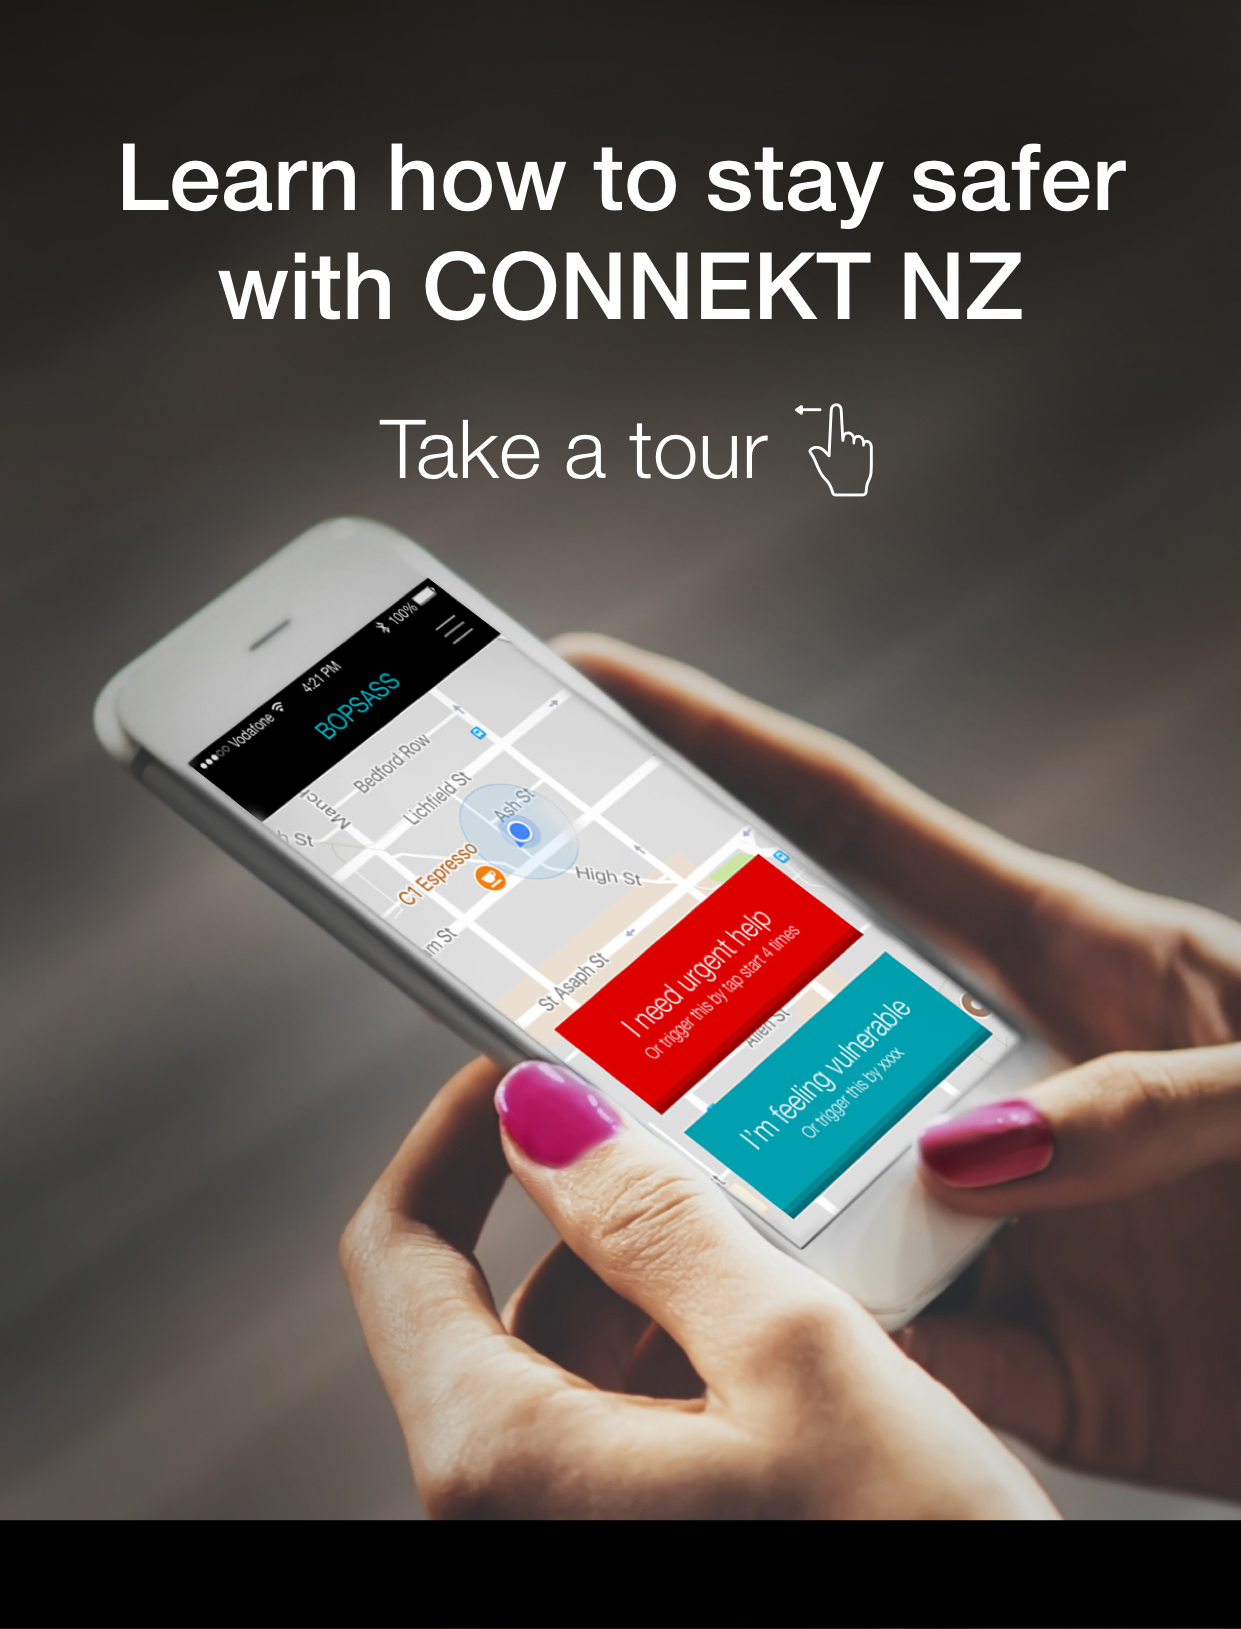 Learn how to stay safer
with CONNEKT NZ
Take a tour
Vodafone 4:21 PM 100%
BOPSASS
Bedford Row
Lichfield St
Ash St
St
C1 Espresso
High St
St
St Asaph St
I need urgent help
Or trigger this by tap start 4 times
Allen St
I'm feeling vulnerable
Or trigger this by xxxx